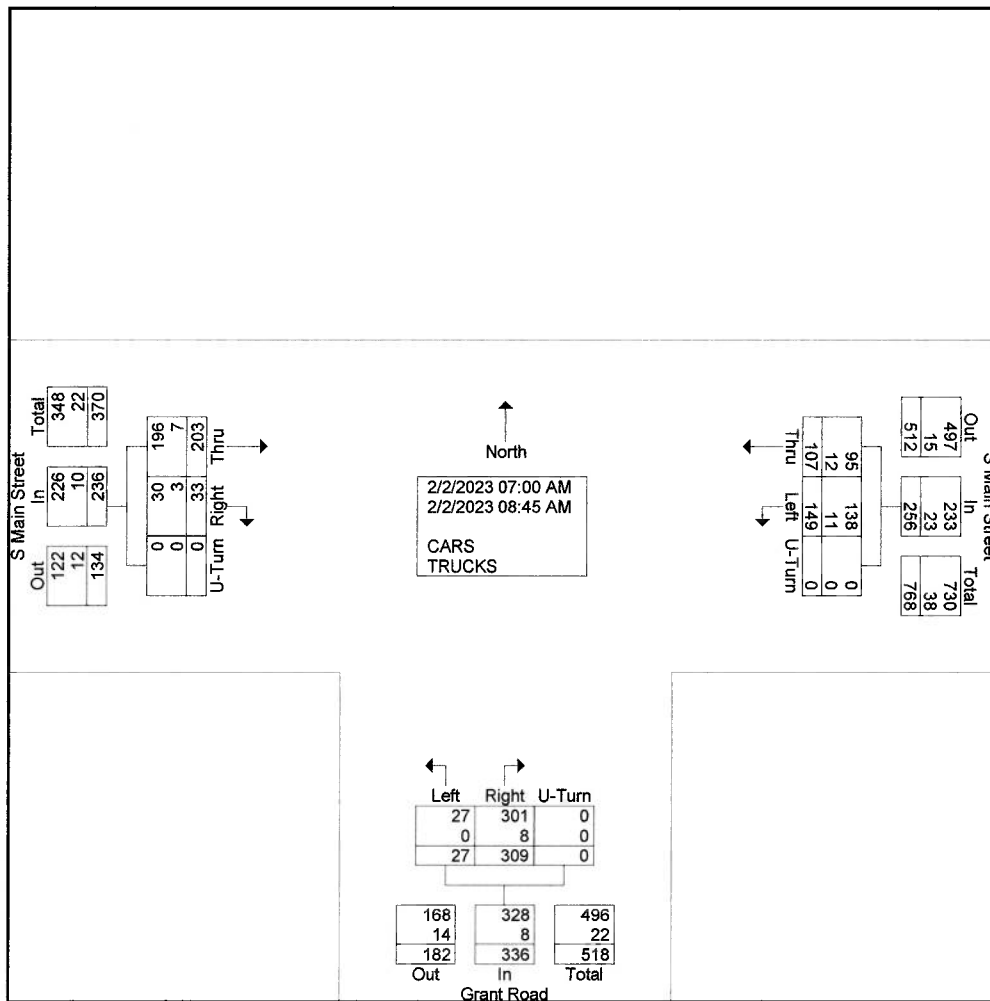 North
2/2/2023 07:00 AM
2/2/2023 08:45 AM
CARS
TRUCKS
S Main Street
Total In Out
348 226 122
22 10 12
370 236 134
Thru Right U-Turn
196 30 0
7 3 0
203 33 0
S Main Street
Out In Total
497 233 730
15 23 38
512 256 768
Thru Left U-Turn
95 138 0
12 11 0
107 149 0
Left Right U-Turn
27 301 0
0 8 0
27 309 0
168 328 496
14 8 22
182 336 518
Out In Total
Grant Road